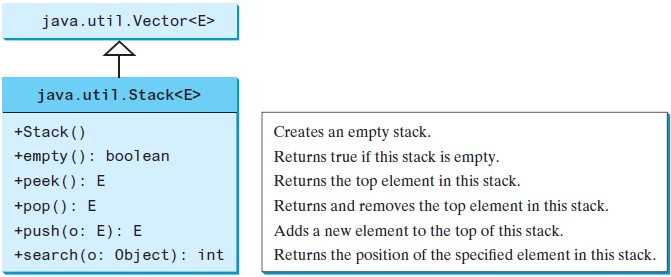 java.util.Vector<E>
java.util.Stack<E>
+Stack()
+empty(): boolean
+peek(): E
+pop(): E
+push(o: E): E
+search(o: Object): int
Creates an empty stack.
Returns true if this stack is empty.
Returns the top element in this stack.
Returns and removes the top element in this stack.
Adds a new element to the top of this stack.
Returns the position of the specified element in this stack.